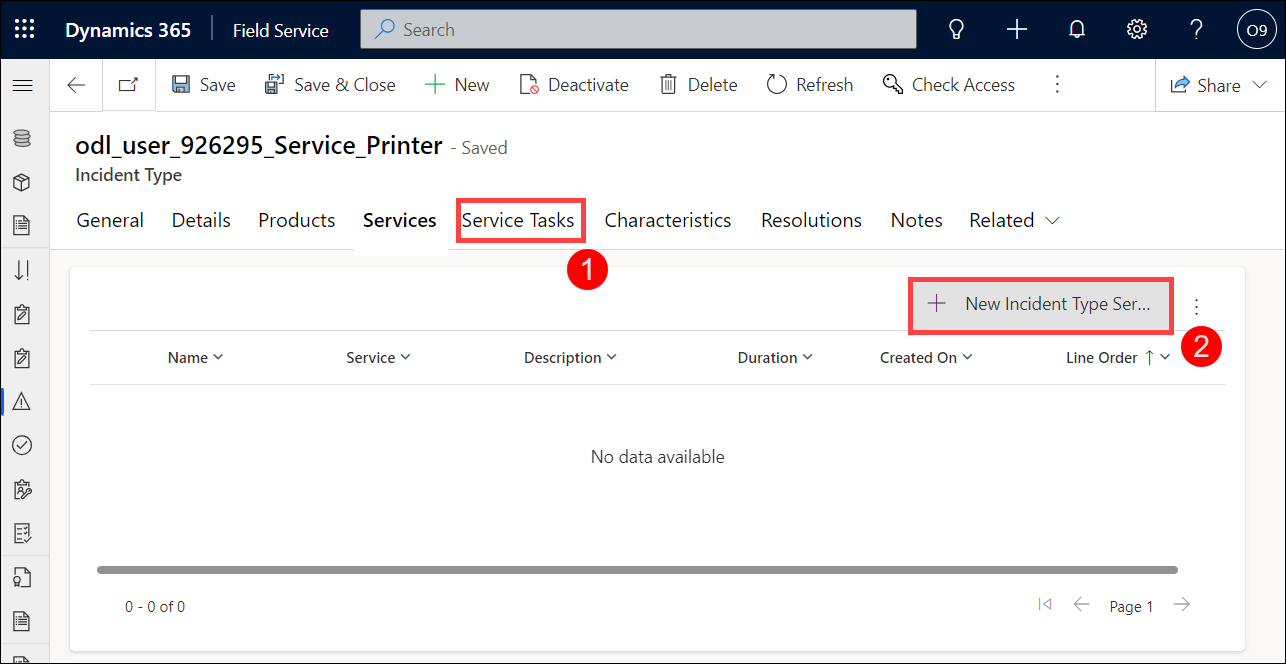 Dynamics 365 Field Service Search ? O9
Save Save & Close New Deactivate Delete Refresh Check Access Share
odl_user_926295_Service_Printer - Saved
Incident Type
General Details Products Services Service Tasks Characteristics Resolutions Notes Related
1
New Incident Type Ser...
2
Name Service Description Duration Created On Line Order ↑
No data available
0 - 0 of 0 Page 1